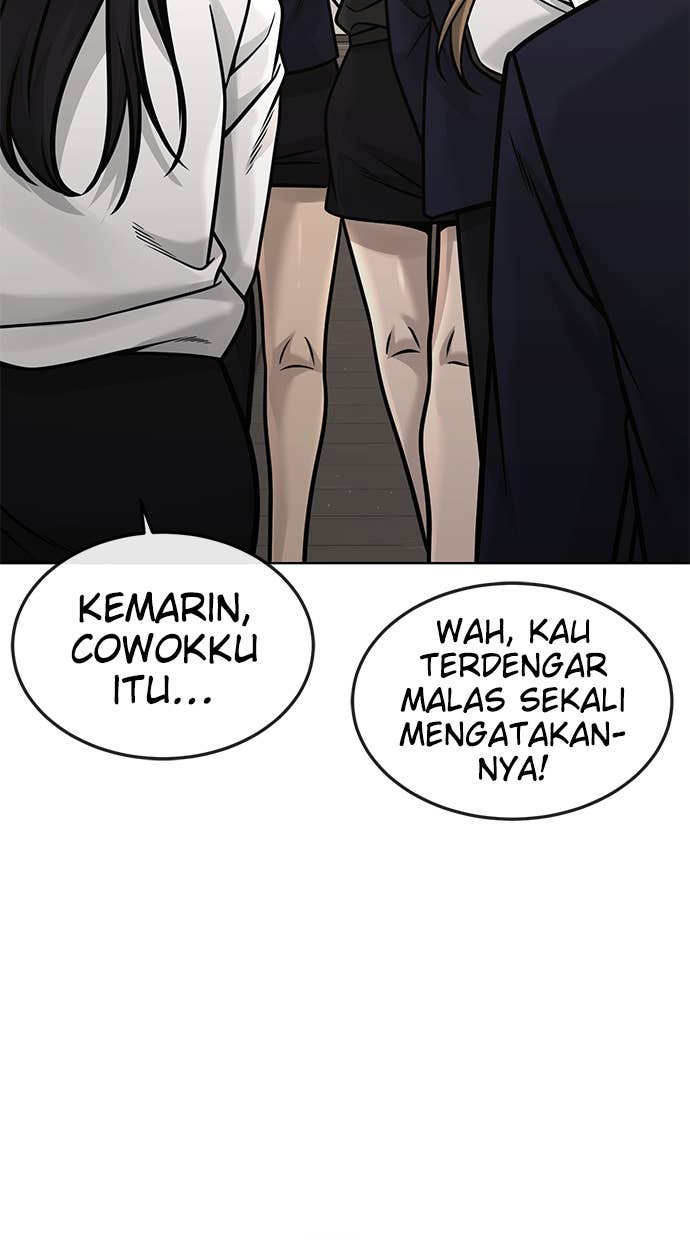 KEMARIN,
COWOKKU
ITU...
WAH, KAU
TERDENGAR
MALAS SEKALI
MENGATAKAN-
NYA!